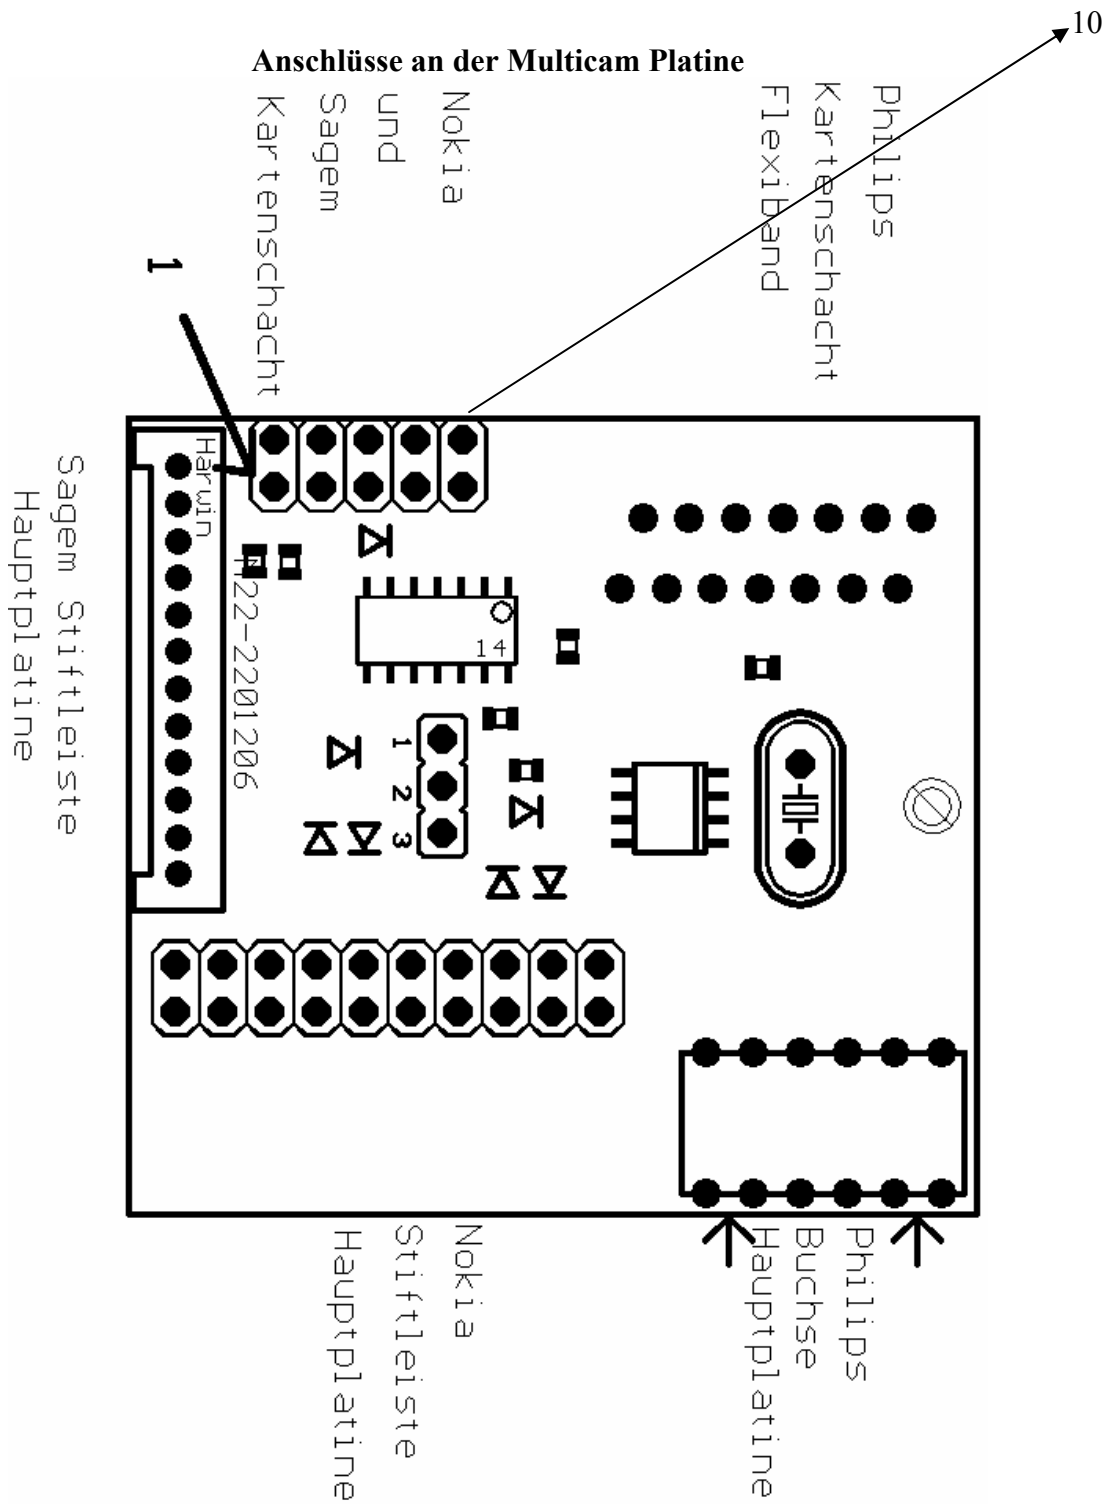 10
Anschlüsse an der Multicam Platine
Nokia
und
Sagem
Kartenschacht
Philips
Kartenschacht
Flexiband
1
Sagem Stiftleiste
Hauptplatine
Harwin
M22-2201206
14
1
2
3
Nokia
Stiftleiste
Hauptplatine
Philips
Buchse
Hauptplatine